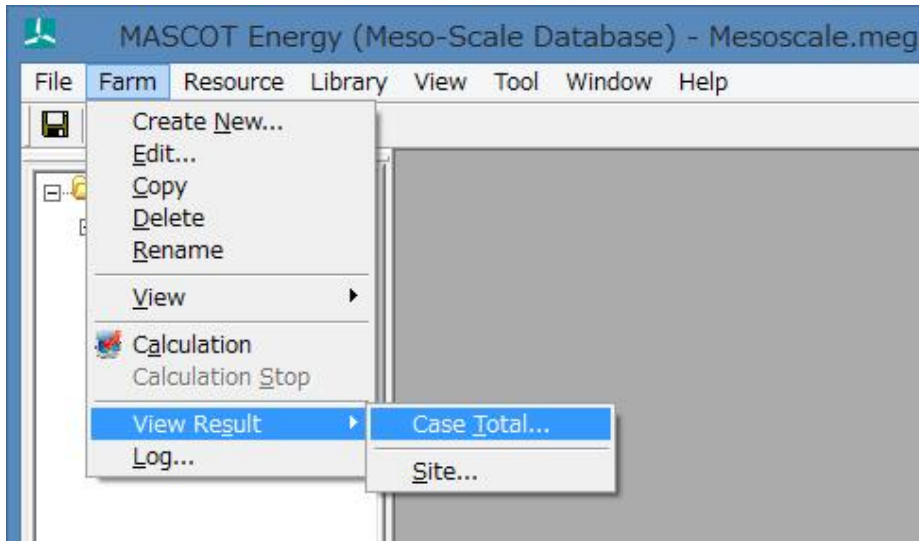 MASCOT Energy (Meso-Scale Database) - Mesoscale.meg
File Farm Resource Library View Tool Window Help
Create New...
Edit...
Copy
Delete
Rename
View
Calculation
Calculation Stop
View Result
Case Total...
Log...
Site...